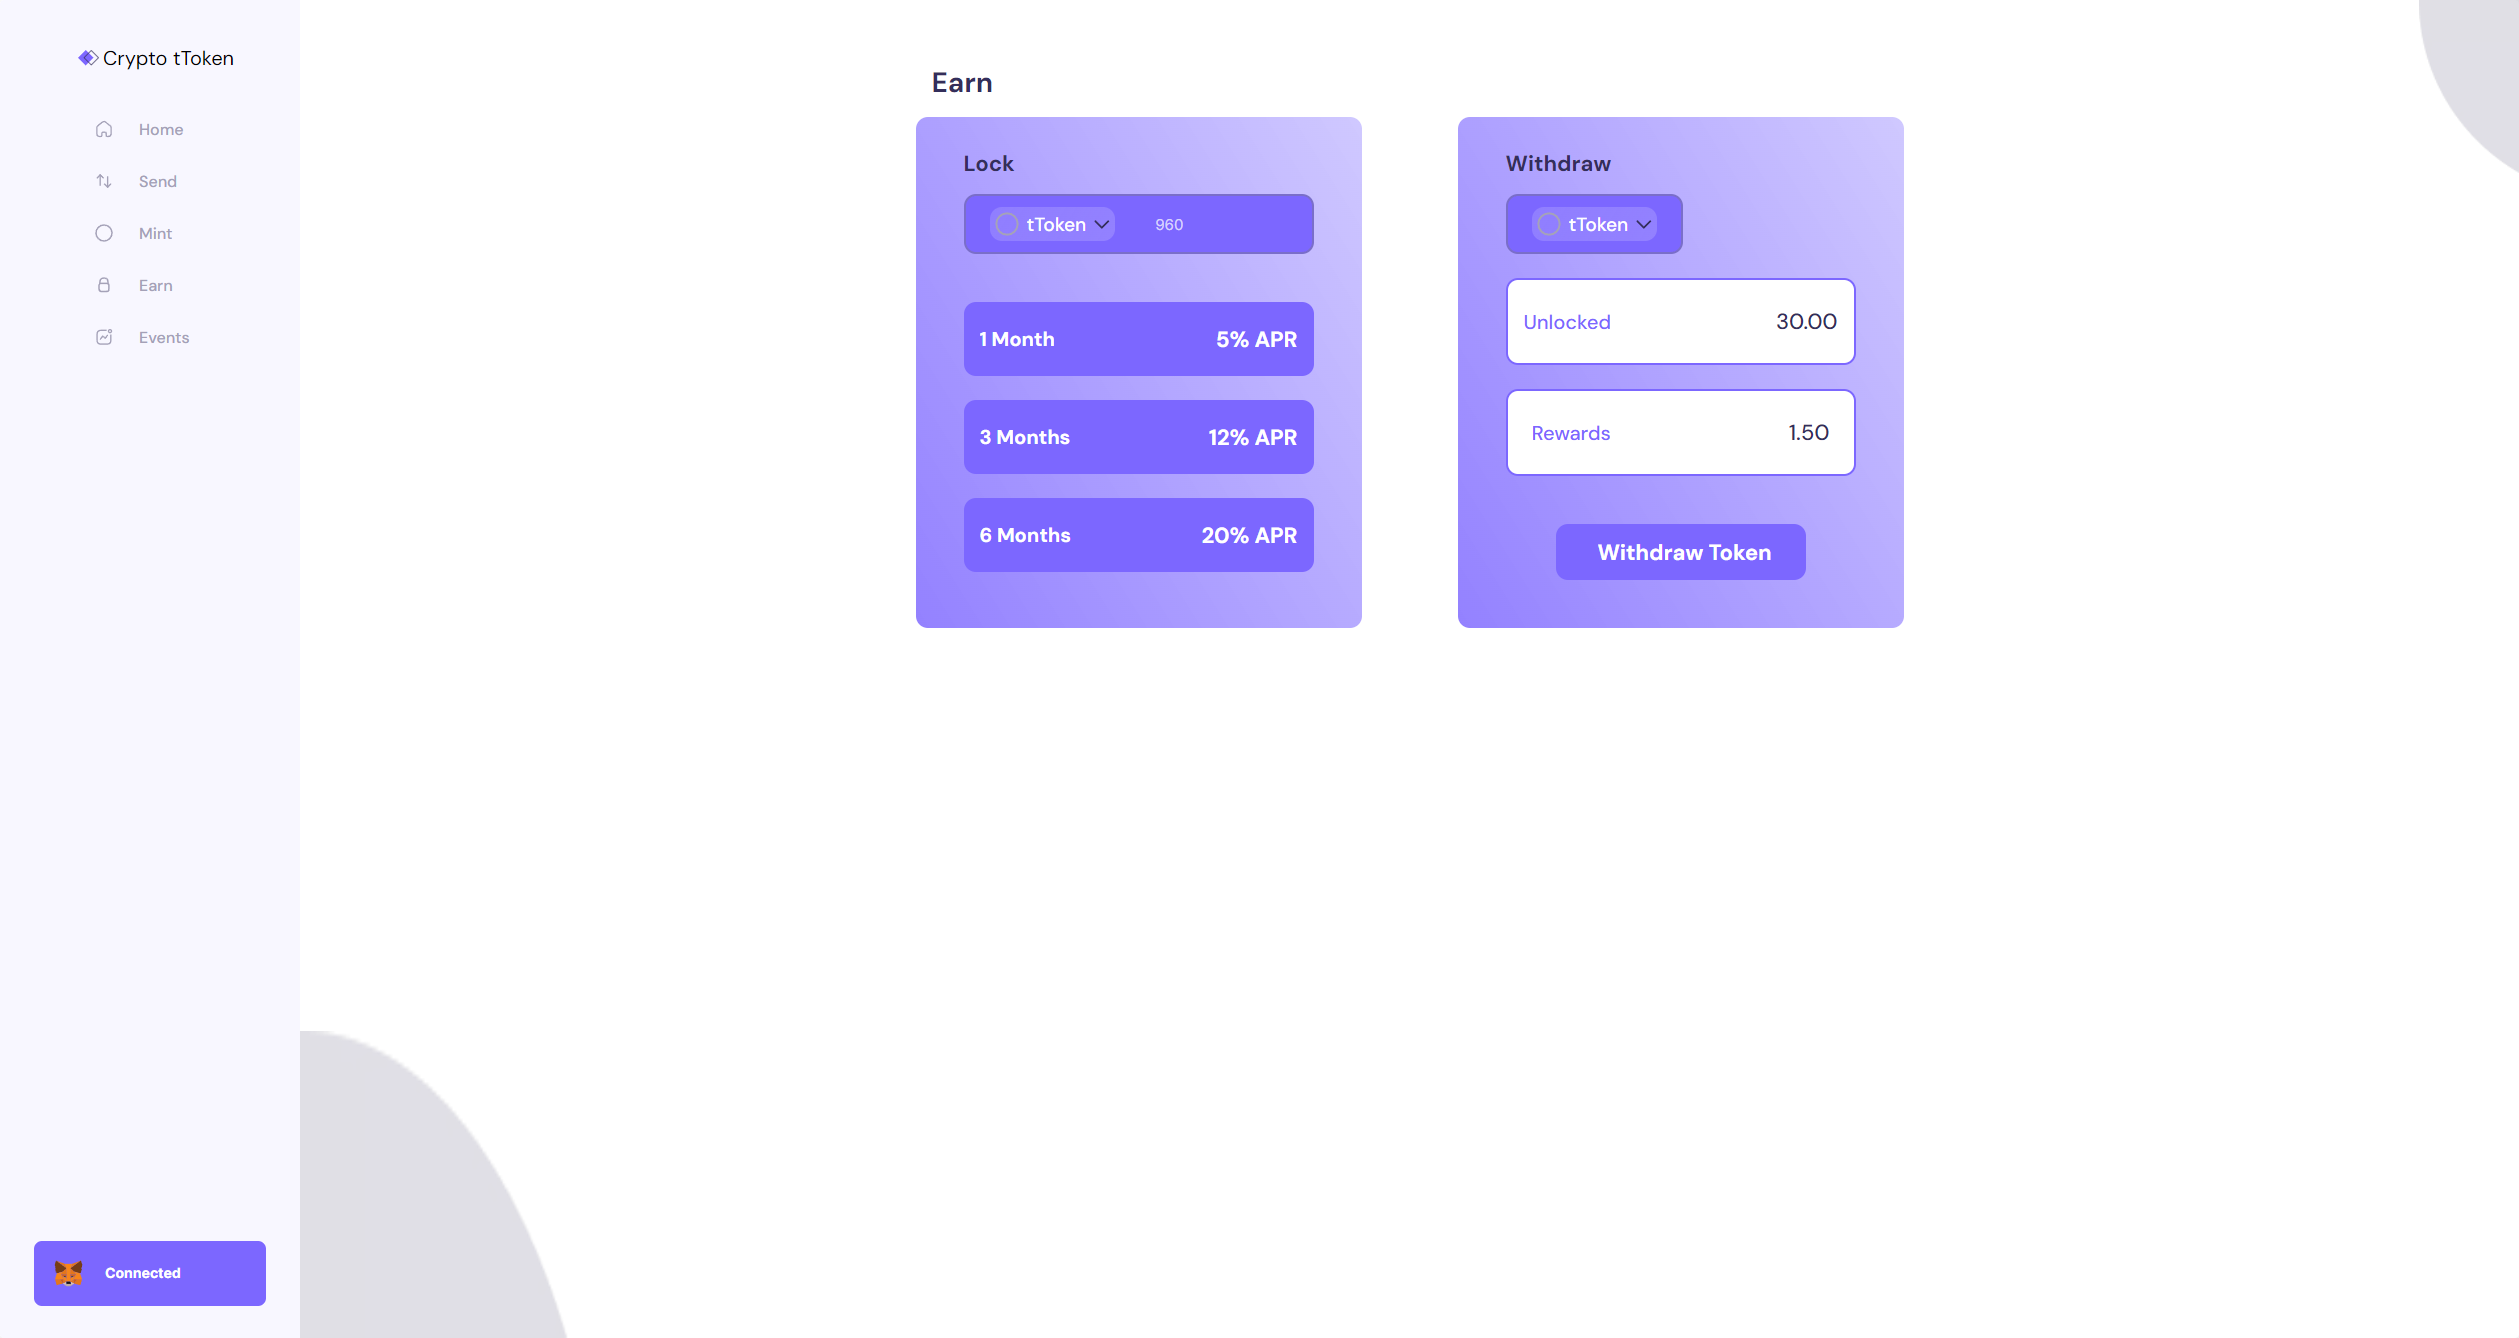 Crypto tToken
Home
Send
Mint
Earn
Events
Connected
Earn
Lock
tToken 960
1 Month 5% APR
3 Months 12% APR
6 Months 20% APR
Withdraw
tToken
Unlocked 30.00
Rewards 1.50
Withdraw Token